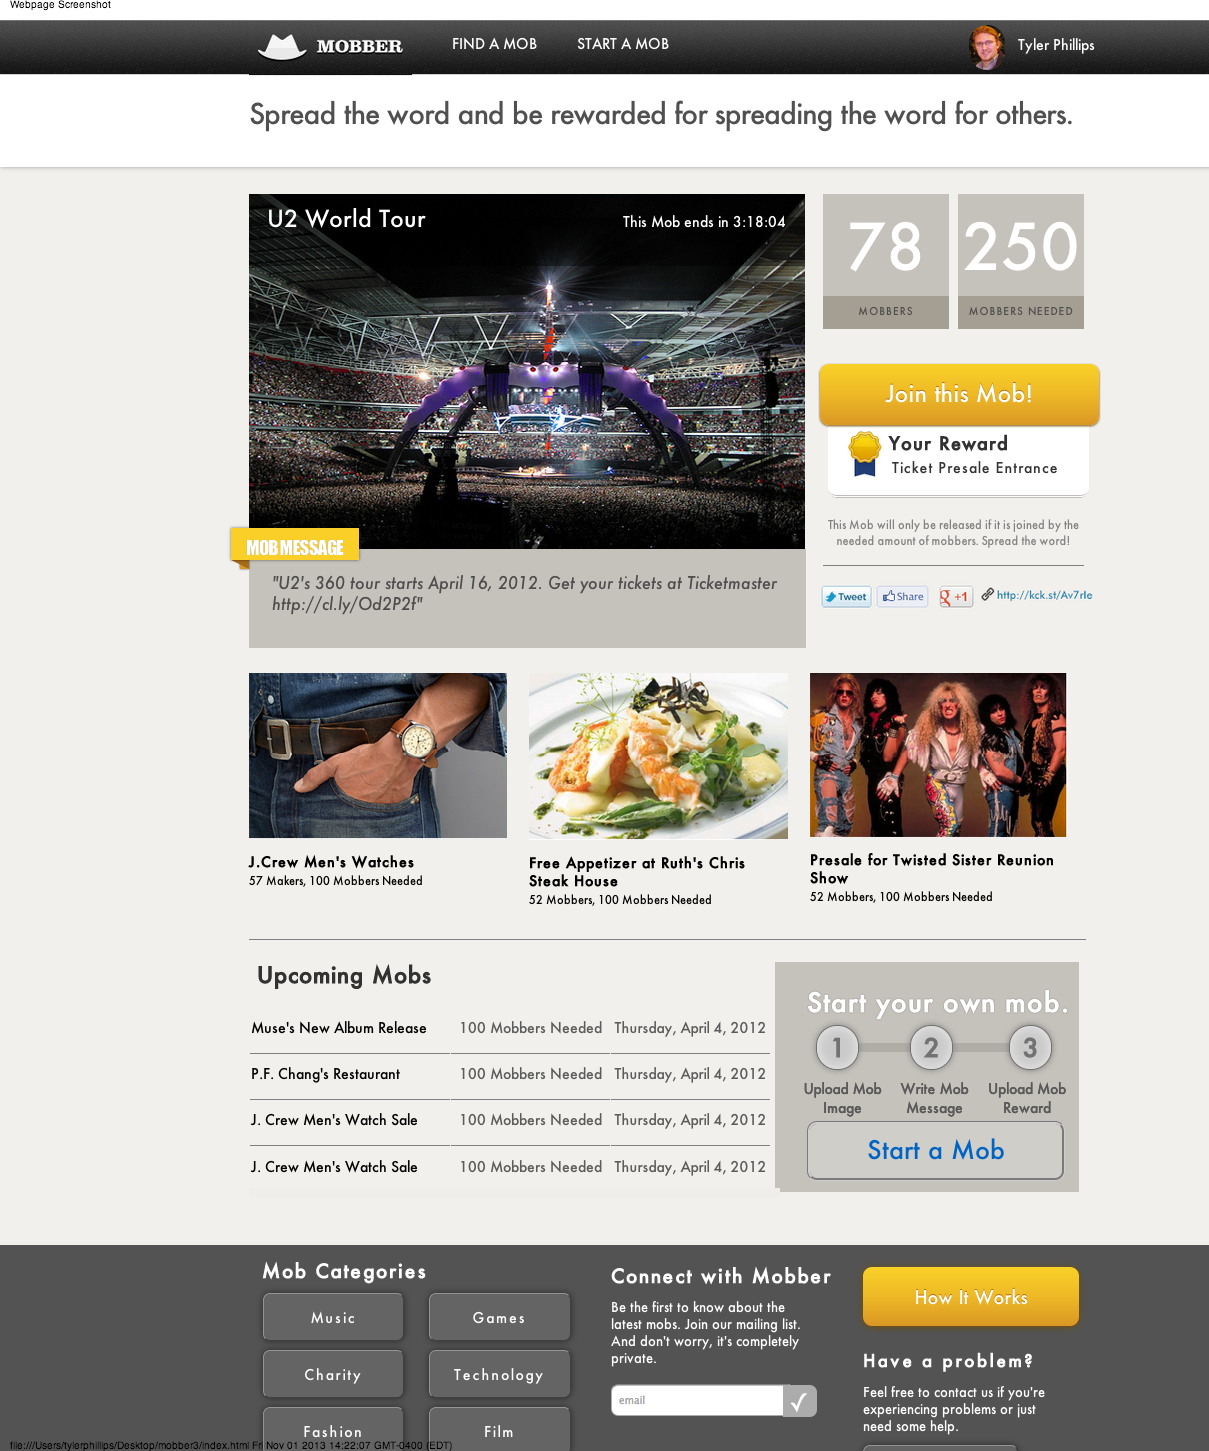 Webpage Screenshot
MOBBER
FIND A MOB
START A MOB
Tyler Phillips
Spread the word and be rewarded for spreading the word for others.
U2 World Tour
This Mob ends in 3:18:04
78
MOBBERS
250
MOBBERS NEEDED
Join this Mob!
Your Reward
Ticket Presale Entrance
This Mob will only be released if it is joined by the
needed amount of mobbers. Spread the word!
Tweet
Share
+1
http://kck.st/Av7rIe
MOB MESSAGE
"U2's 360 tour starts April 16, 2012. Get your tickets at Ticketmaster
http://cl.ly/Od2P2f"
J.Crew Men's Watches
57 Makers, 100 Mobbers Needed
Free Appetizer at Ruth's Chris
Steak House
52 Mobbers, 100 Mobbers Needed
Presale for Twisted Sister Reunion
Show
52 Mobbers, 100 Mobbers Needed
Upcoming Mobs
Muse's New Album Release 100 Mobbers Needed Thursday, April 4, 2012
P.F. Chang's Restaurant 100 Mobbers Needed Thursday, April 4, 2012
J. Crew Men's Watch Sale 100 Mobbers Needed Thursday, April 4, 2012
J. Crew Men's Watch Sale 100 Mobbers Needed Thursday, April 4, 2012
Start your own mob.
1 2 3
Upload Mob
Image
Write Mob
Message
Upload Mob
Reward
Start a Mob
Mob Categories
Music
Games
Charity
Technology
Fashion
Film
Connect with Mobber
Be the first to know about the
latest mobs. Join our mailing list.
And don't worry, it's completely
private.
email
How It Works
Have a problem?
Feel free to contact us if you're
experiencing problems or just
need some help.
file:///Users/tylerphillips/Desktop/mobber3/index.html Fri Nov 01 2013 14:22:07 GMT-0400 (EDT)